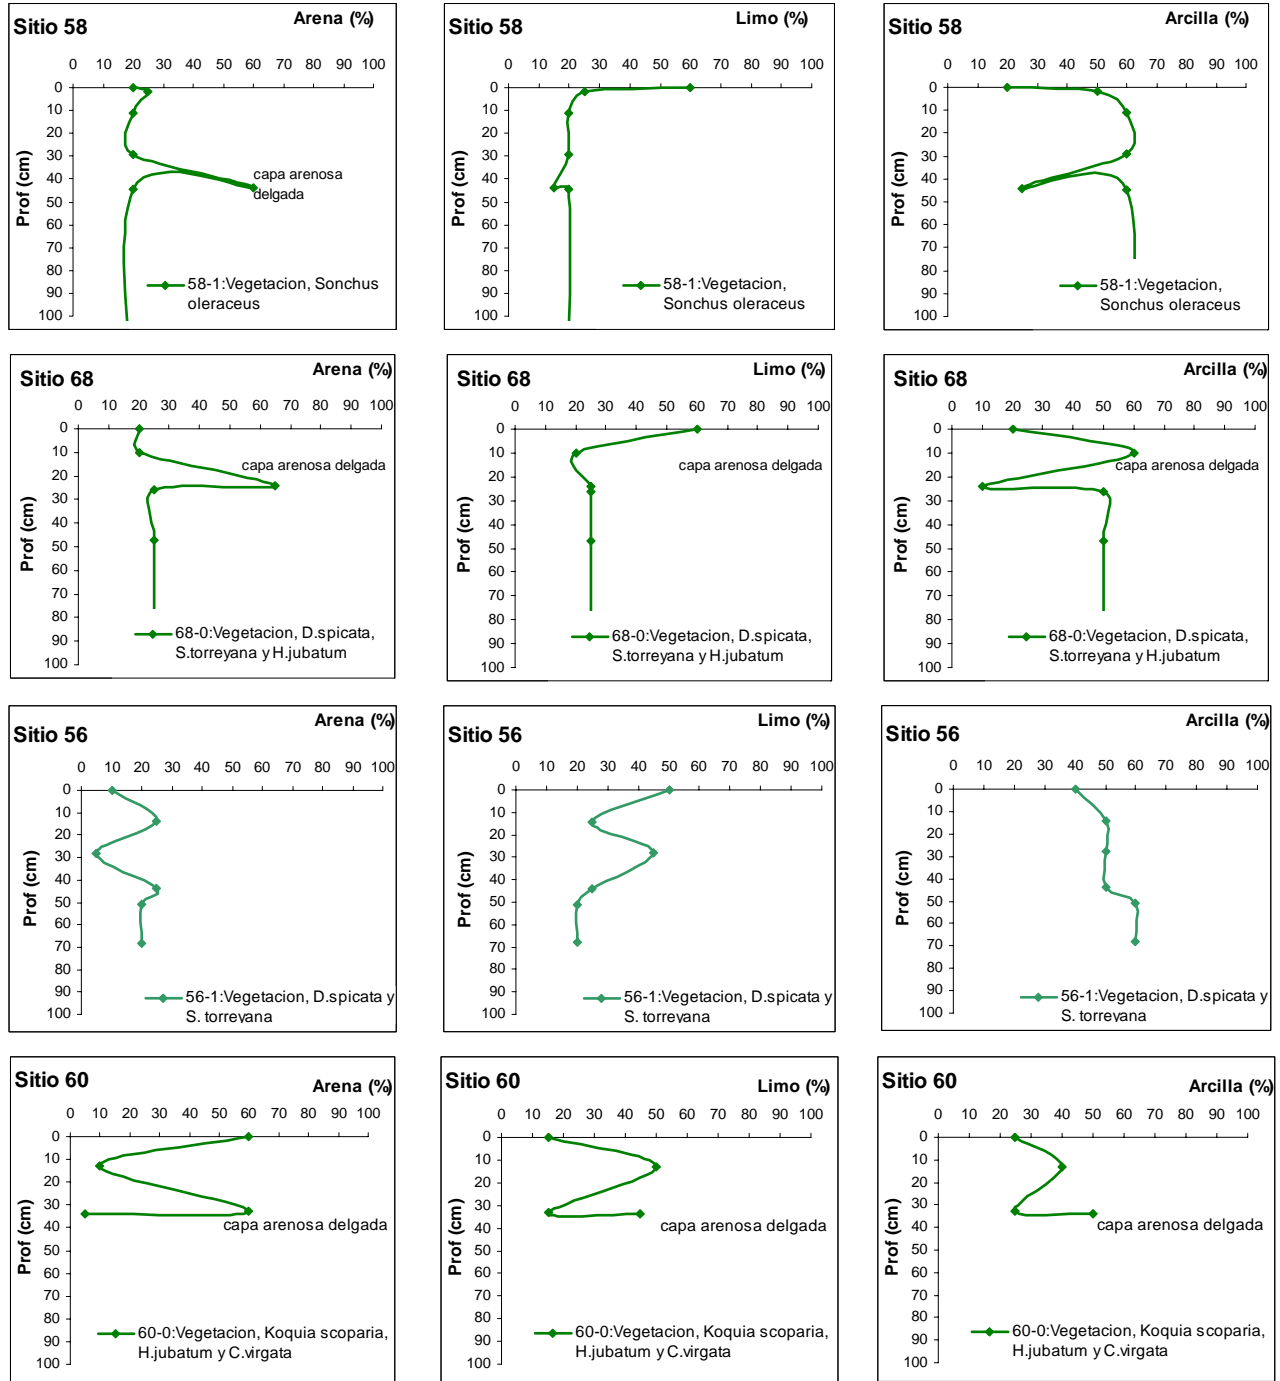 Sitio 58
Arena (%)
0 10 20 30 40 50 60 70 80 90 100
0
10
20
30
40
50
60
70
80
90
100
Prof (cm)
capa arenosa
delgada
58-1:Vegetacion, Sonchus
oleraceus
Sitio 58
Limo (%)
0 10 20 30 40 50 60 70 80 90 100
0
10
20
30
40
50
60
70
80
90
100
Prof (cm)
58-1:Vegetacion,
Sonchus oleraceus
Sitio 58
Arcilla (%)
0 10 20 30 40 50 60 70 80 90 100
0
10
20
30
40
50
60
70
80
90
100
Prof (cm)
58-1:Vegetacion,
Sonchus oleraceus
Sitio 68
Arena (%)
0 10 20 30 40 50 60 70 80 90 100
0
10
20
30
40
50
60
70
80
90
100
Prof (cm)
capa arenosa delgada
68-0:Vegetacion, D.spicata,
S.torreyana y H.jubatum
Sitio 68
Limo (%)
0 10 20 30 40 50 60 70 80 90 100
0
10
20
30
40
50
60
70
80
90
100
Prof (cm)
capa arenosa delgada
68-0:Vegetacion, D.spicata,
S.torreyana y H.jubatum
Sitio 68
Arcilla (%)
0 10 20 30 40 50 60 70 80 90 100
0
10
20
30
40
50
60
70
80
90
100
Prof (cm)
capa arenosa delgada
68-0:Vegetacion, D.spicata,
S.torreyana y H.jubatum
Sitio 56
Arena (%)
0 10 20 30 40 50 60 70 80 90 100
0
10
20
30
40
50
60
70
80
90
100
Prof (cm)
56-1:Vegetacion, D.spicata y
S. torreyana
Sitio 56
Limo (%)
0 10 20 30 40 50 60 70 80 90 100
0
10
20
30
40
50
60
70
80
90
100
Prof (cm)
56-1:Vegetacion, D.spicata y
S. torreyana
Sitio 56
Arcilla (%)
0 10 20 30 40 50 60 70 80 90 100
0
10
20
30
40
50
60
70
80
90
100
Prof (cm)
56-1:Vegetacion, D.spicata y
S. torreyana
Sitio 60
Arena (%)
0 10 20 30 40 50 60 70 80 90 100
0
10
20
30
40
50
60
70
80
90
100
Prof (cm)
capa arenosa delgada
60-0:Vegetacion, Koquia scoparia,
H.jubatum y C.virgata
Sitio 60
Limo (%)
0 10 20 30 40 50 60 70 80 90 100
0
10
20
30
40
50
60
70
80
90
100
Prof (cm)
capa arenosa delgada
60-0:Vegetacion, Koquia scoparia,
H.jubatum y C.virgata
Sitio 60
Arcilla (%)
0 10 20 30 40 50 60 70 80 90 100
0
10
20
30
40
50
60
70
80
90
100
Prof (cm)
capa arenosa delgada
60-0:Vegetacion, Koquia scoparia,
H.jubatum y C.virgata